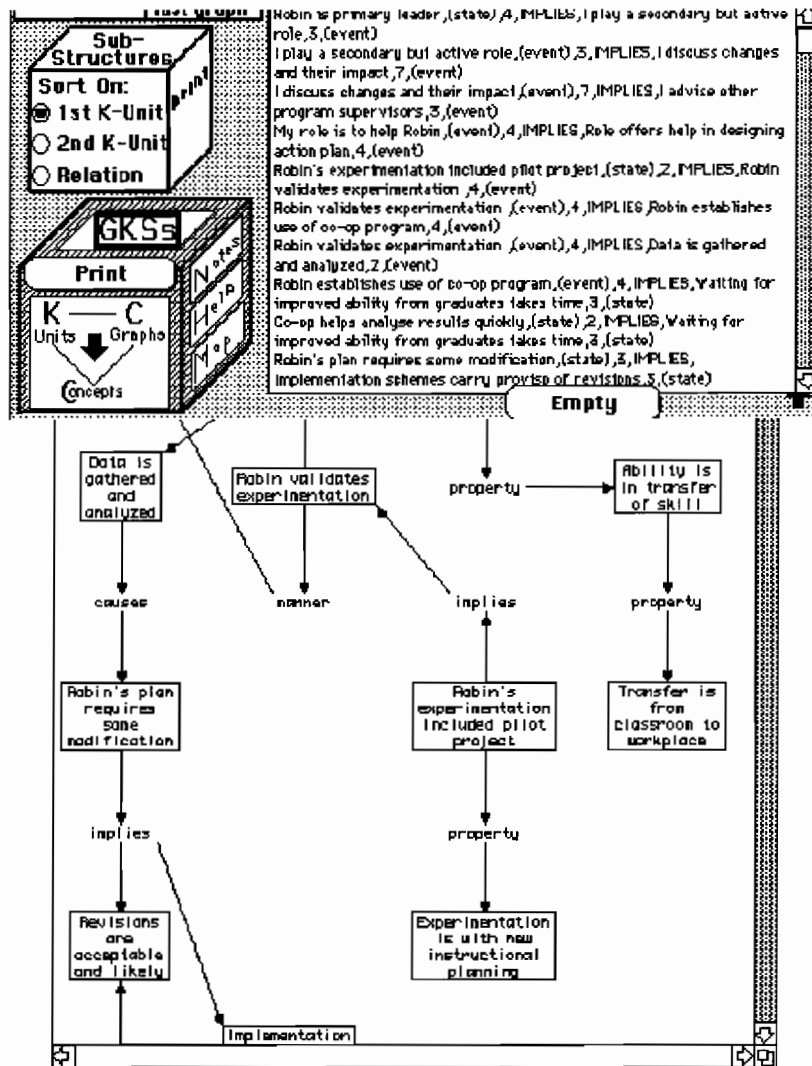 Robin is primary leader,(state),4,IMPLIES,I play a secondary but active
role,3,(event)
I play a secondary but active role,(event),3,IMPLIES,I discuss changes
and their impact,7,(event)
I discuss changes and their impact,(event),7,IMPLIES,I advice other
program supervisors,3,(event)
My role is to help Robin,(event),4,IMPLIES,Role offers help in designing
action plan,4,(event)
Robin's experimentation included pilot project,(state),2,IMPLIES,Robin
validates experimentation ,4,(event)
Robin validates experimentation ,(event),4,IMPLIES,Robin establishes
use of co-op program,4,(event)
Robin validates experimentation ,(event),4,IMPLIES,Data is gathered
and analyzed,2,(event)
Robin establishes use of co-op program,(event),4,IMPLIES,Waiting for
improved ability from graduates takes time,3,(state)
Co-op helps analyse results quickly,(state),2,IMPLIES,Waiting for
improved ability from graduates takes time,3,(state)
Robin's plan requires some modification,(state),3,IMPLIES,
Implementation schemes carry proviso of revisions,3,(state)
Sub-
Structures
Sort On:
1st K-Unit
2nd K-Unit
Relation
print
GKSs
Print
K C
Units Graphs
Concepts
Notes
Help
Map
Empty
Data is
gathered
and
analyzed
Robin validates
experimentation
property
Ability is
in transfer
of skill
causes
manner
implies
property
Robin's plan
requires
some
modification
Robin's
experimentation
included pilot
project
Transfer is
from
classroom to
workplace
implies
property
Revisions
are
acceptable
and likely
Experimentation
is with new
instructional
planning
Implementation